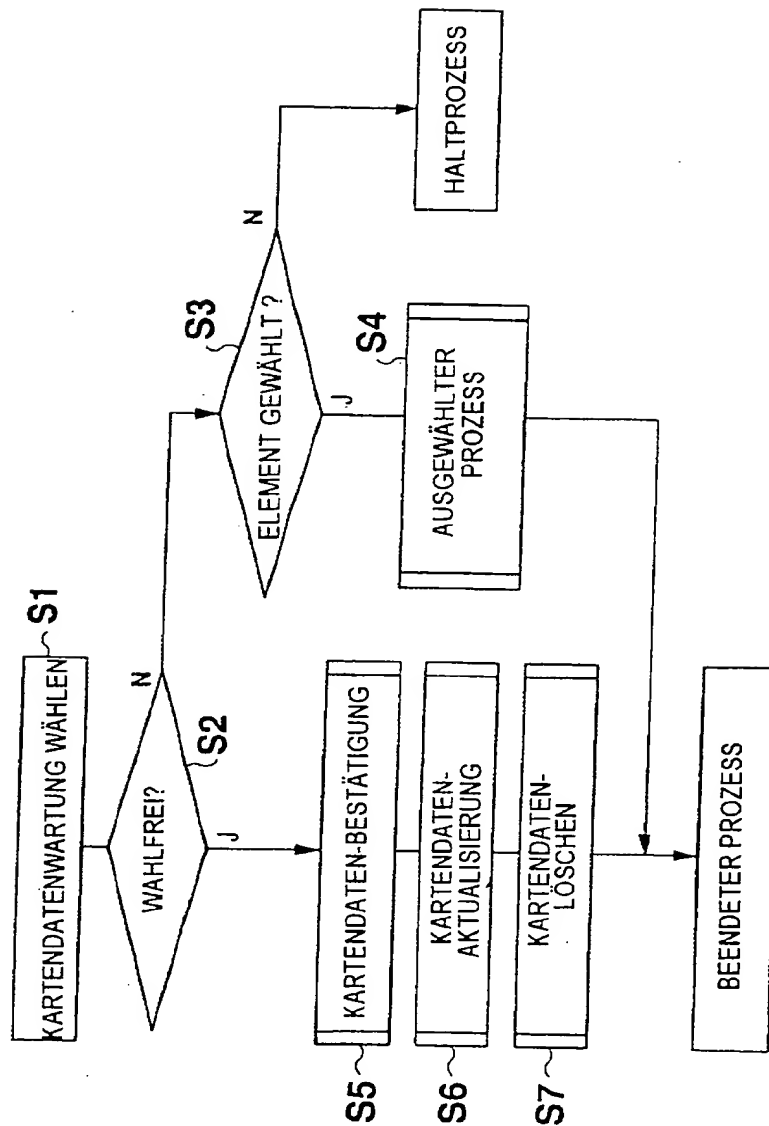 KARTENDATENWARTUNG WÄHLEN
S1
WAHLFREI?
S2
N
J
ELEMENT GEWÄHLT ?
S3
N
J
HALTPROZESS
S4
AUSGEWÄHLTER
PROZESS
S5
KARTENDATEN-BESTÄTIGUNG
S6
KARTENDATEN-
AKTUALISIERUNG
S7
KARTENDATEN-
LÖSCHEN
BEENDETER PROZESS